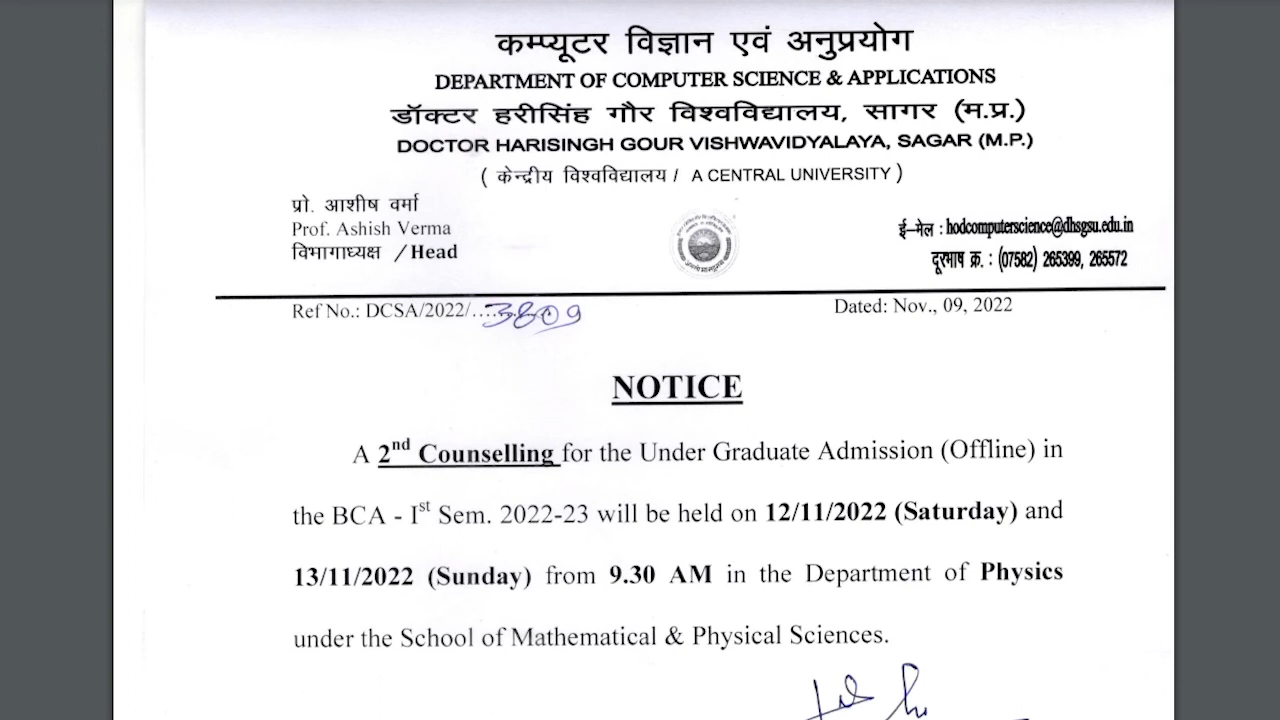 कम्प्यूटर विज्ञान एवं अनुप्रयोग
DEPARTMENT OF COMPUTER SCIENCE & APPLICATIONS
डॉक्टर हरीसिंह गौर विश्वविद्यालय, सागर (म.प्र.)
DOCTOR HARISINGH GOUR VISHWAVIDYALAYA, SAGAR (M.P.)
( केन्द्रीय विश्वविद्यालय / A CENTRAL UNIVERSITY )
प्रो. आशीष वर्मा
Prof. Ashish Verma
विभागाध्यक्ष / Head
ई–मेल : hodcomputerscience@dhsgsu.edu.in
दूरभाष क्र. : (07582) 265399, 265572
Ref No.: DCSA/2022/....3809
Dated: Nov., 09, 2022
NOTICE
A 2nd Counselling for the Under Graduate Admission (Offline) in
the BCA - Ist Sem. 2022-23 will be held on 12/11/2022 (Saturday) and
13/11/2022 (Sunday) from 9.30 AM in the Department of Physics
under the School of Mathematical & Physical Sciences.